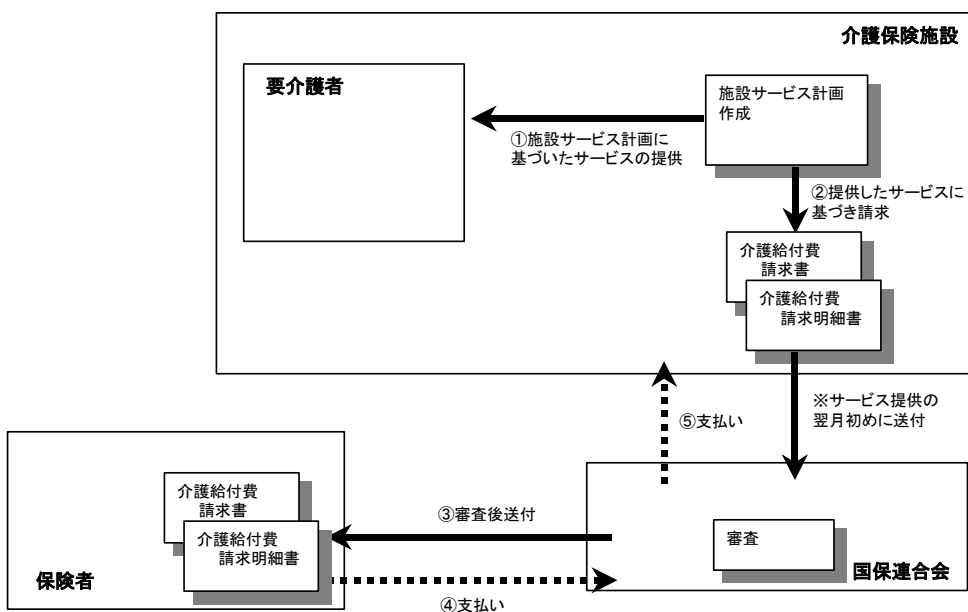 介護保険施設
要介護者
施設サービス計画
作成
①施設サービス計画に
基づいたサービスの提供
②提供したサービスに
基づき請求
介護給付費
請求書
介護給付費
請求明細書
※サービス提供の
翌月初めに送付
⑤支払い
介護給付費
請求書
介護給付費
請求明細書
保険者
③審査後送付
④支払い
審査
国保連合会